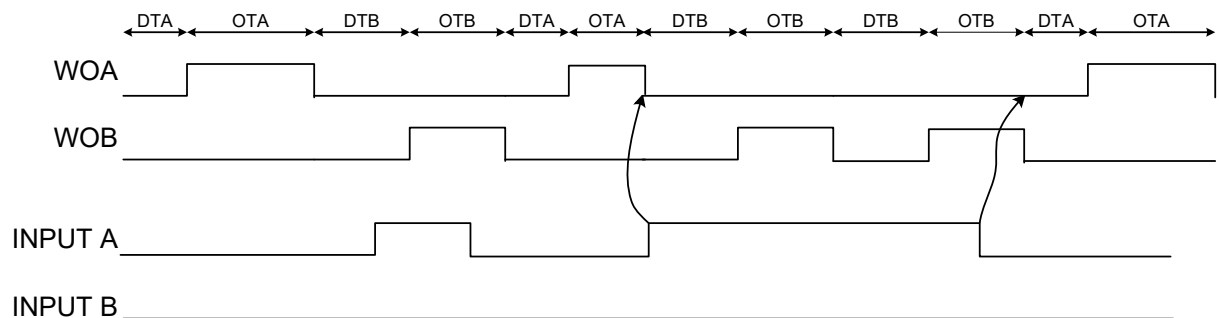 DTA OTA DTB OTB DTA OTA DTB OTB DTB OTB DTA OTA
WOA
WOB
INPUT A
INPUT B